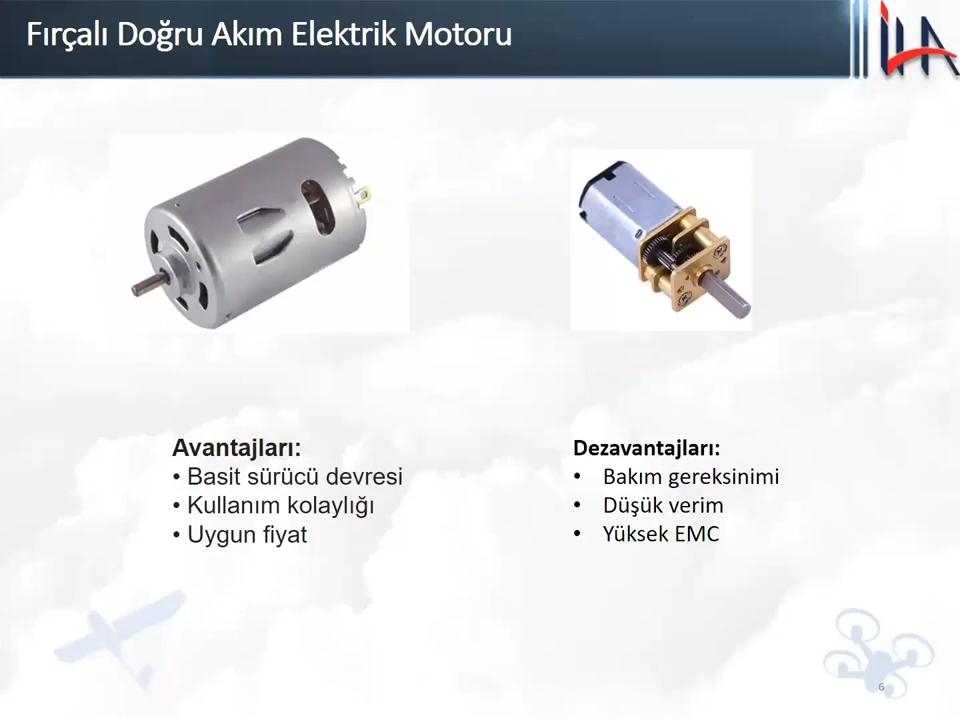 Fırçalı Doğru Akım Elektrik Motoru
İHA
Avantajları:
• Basit sürücü devresi
• Kullanım kolaylığı
• Uygun fiyat
Dezavantajları:
• Bakım gereksinimi
• Düşük verim
• Yüksek EMC
6